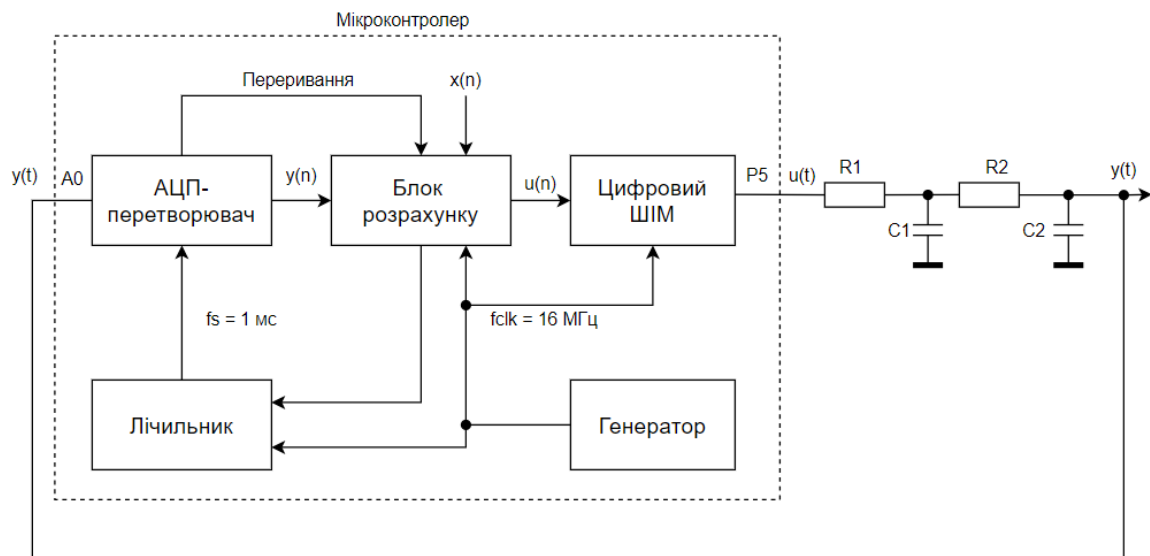 Мікроконтролер
Переривання
x(n)
y(t)
A0
АЦП-
перетворювач
y(n)
Блок
розрахунку
u(n)
Цифровий
ШІМ
P5
u(t)
R1
R2
y(t)
C1
C2
fs = 1 мс
fclk = 16 МГц
Лічильник
Генератор